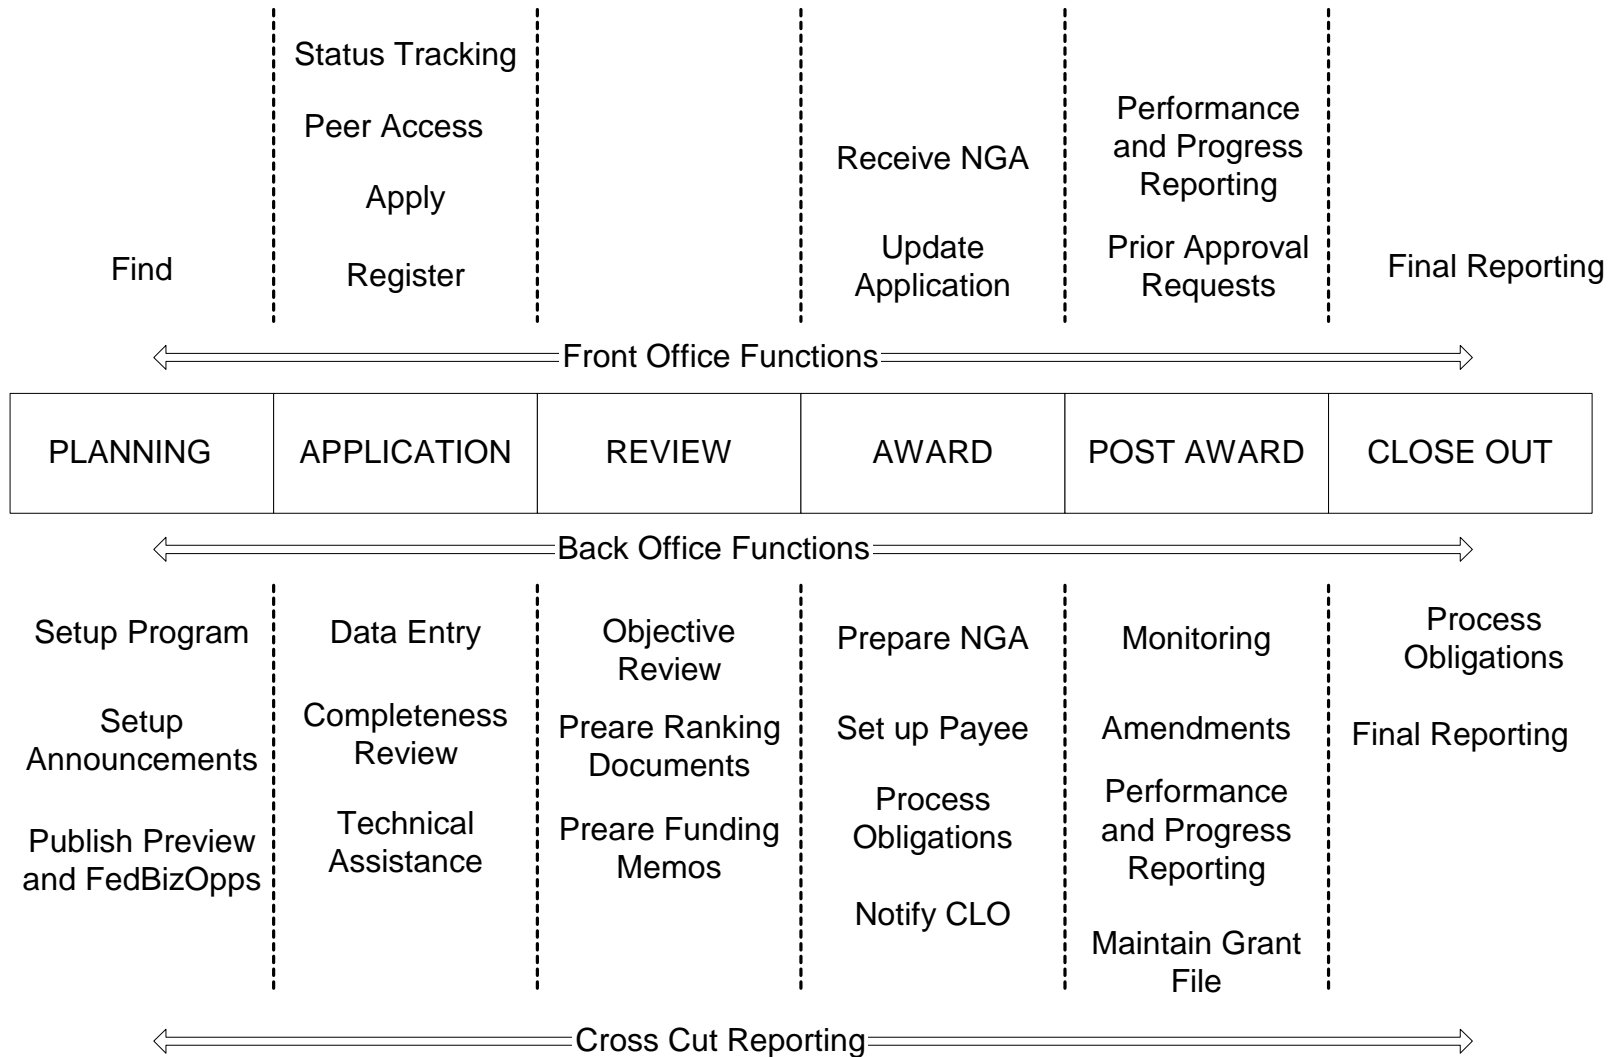 Find
Status Tracking
Peer Access
Apply
Register
Receive NGA
Update
Application
Performance
and Progress
Reporting
Prior Approval
Requests
Final Reporting
Front Office Functions
PLANNING
APPLICATION
REVIEW
AWARD
POST AWARD
CLOSE OUT
Back Office Functions
Setup Program
Setup
Announcements
Publish Preview
and FedBizOpps
Data Entry
Completeness
Review
Technical
Assistance
Objective
Review
Preare Ranking
Documents
Preare Funding
Memos
Prepare NGA
Set up Payee
Process
Obligations
Notify CLO
Monitoring
Amendments
Performance
and Progress
Reporting
Maintain Grant
File
Process
Obligations
Final Reporting
Cross Cut Reporting